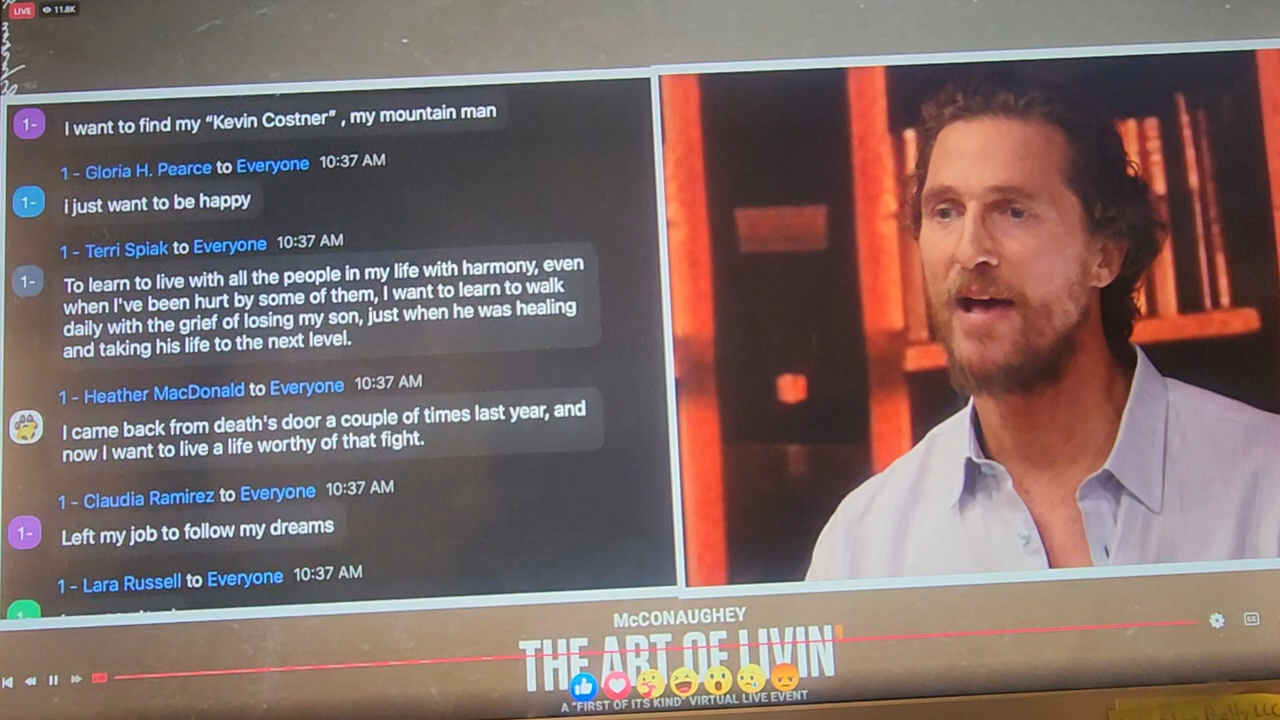 LIVE 11.8K
1- I want to find my “Kevin Costner” , my mountain man
1 - Gloria H. Pearce to Everyone 10:37 AM
1- i just want to be happy
1 - Terri Spiak to Everyone 10:37 AM
1- To learn to live with all the people in my life with harmony, even
when I've been hurt by some of them, I want to learn to walk
daily with the grief of losing my son, just when he was healing
and taking his life to the next level.
1 - Heather MacDonald to Everyone 10:37 AM
I came back from death's door a couple of times last year, and
now I want to live a life worthy of that fight.
1 - Claudia Ramirez to Everyone 10:37 AM
1- Left my job to follow my dreams
1 - Lara Russell to Everyone 10:37 AM
1-
McCONAUGHEY
THE ART OF LIVIN'
A "FIRST OF ITS KIND" VIRTUAL LIVE EVENT
CC